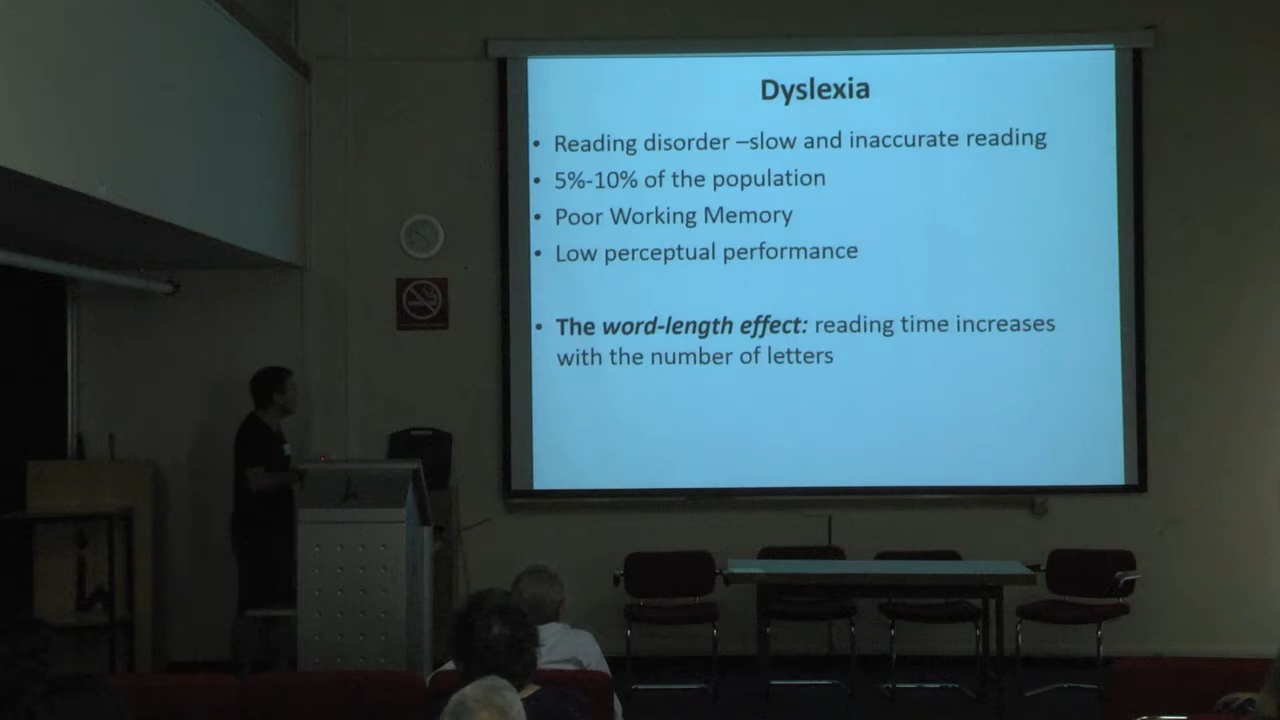 Dyslexia
• Reading disorder –slow and inaccurate reading
• 5%-10% of the population
• Poor Working Memory
• Low perceptual performance
• The word-length effect: reading time increases
with the number of letters